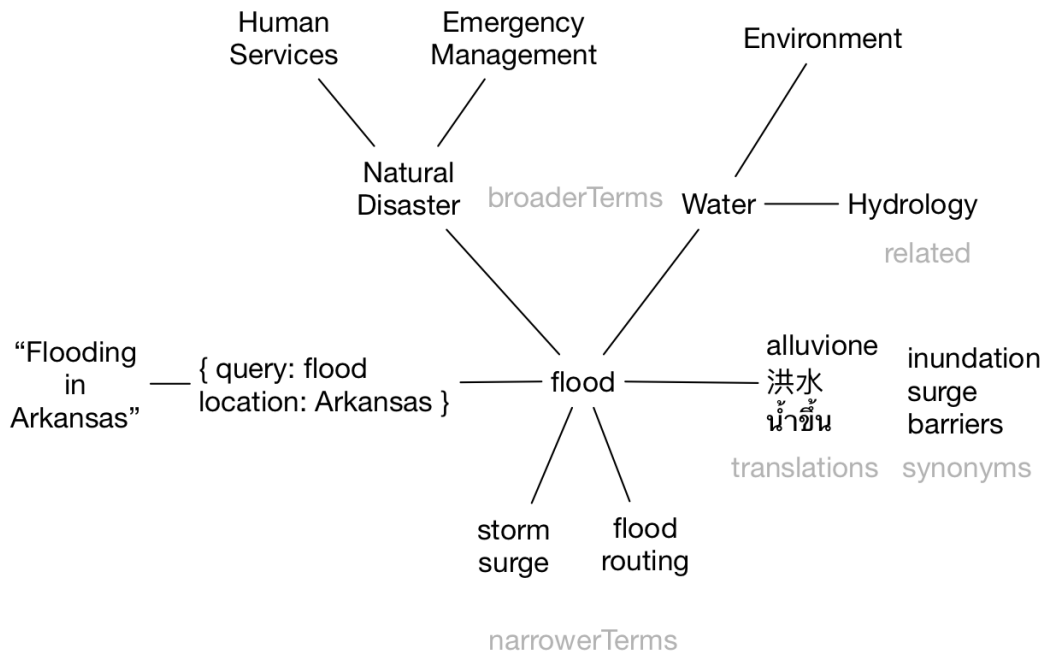 Human
Services
Emergency
Management
Environment
Natural
Disaster
broaderTerms
Water
Hydrology
related
“Flooding
in
Arkansas”
{ query: flood
location: Arkansas }
flood
alluvione
洪水
น้ำขึ้น
translations
inundation
surge
barriers
synonyms
storm
surge
flood
routing
narrowerTerms